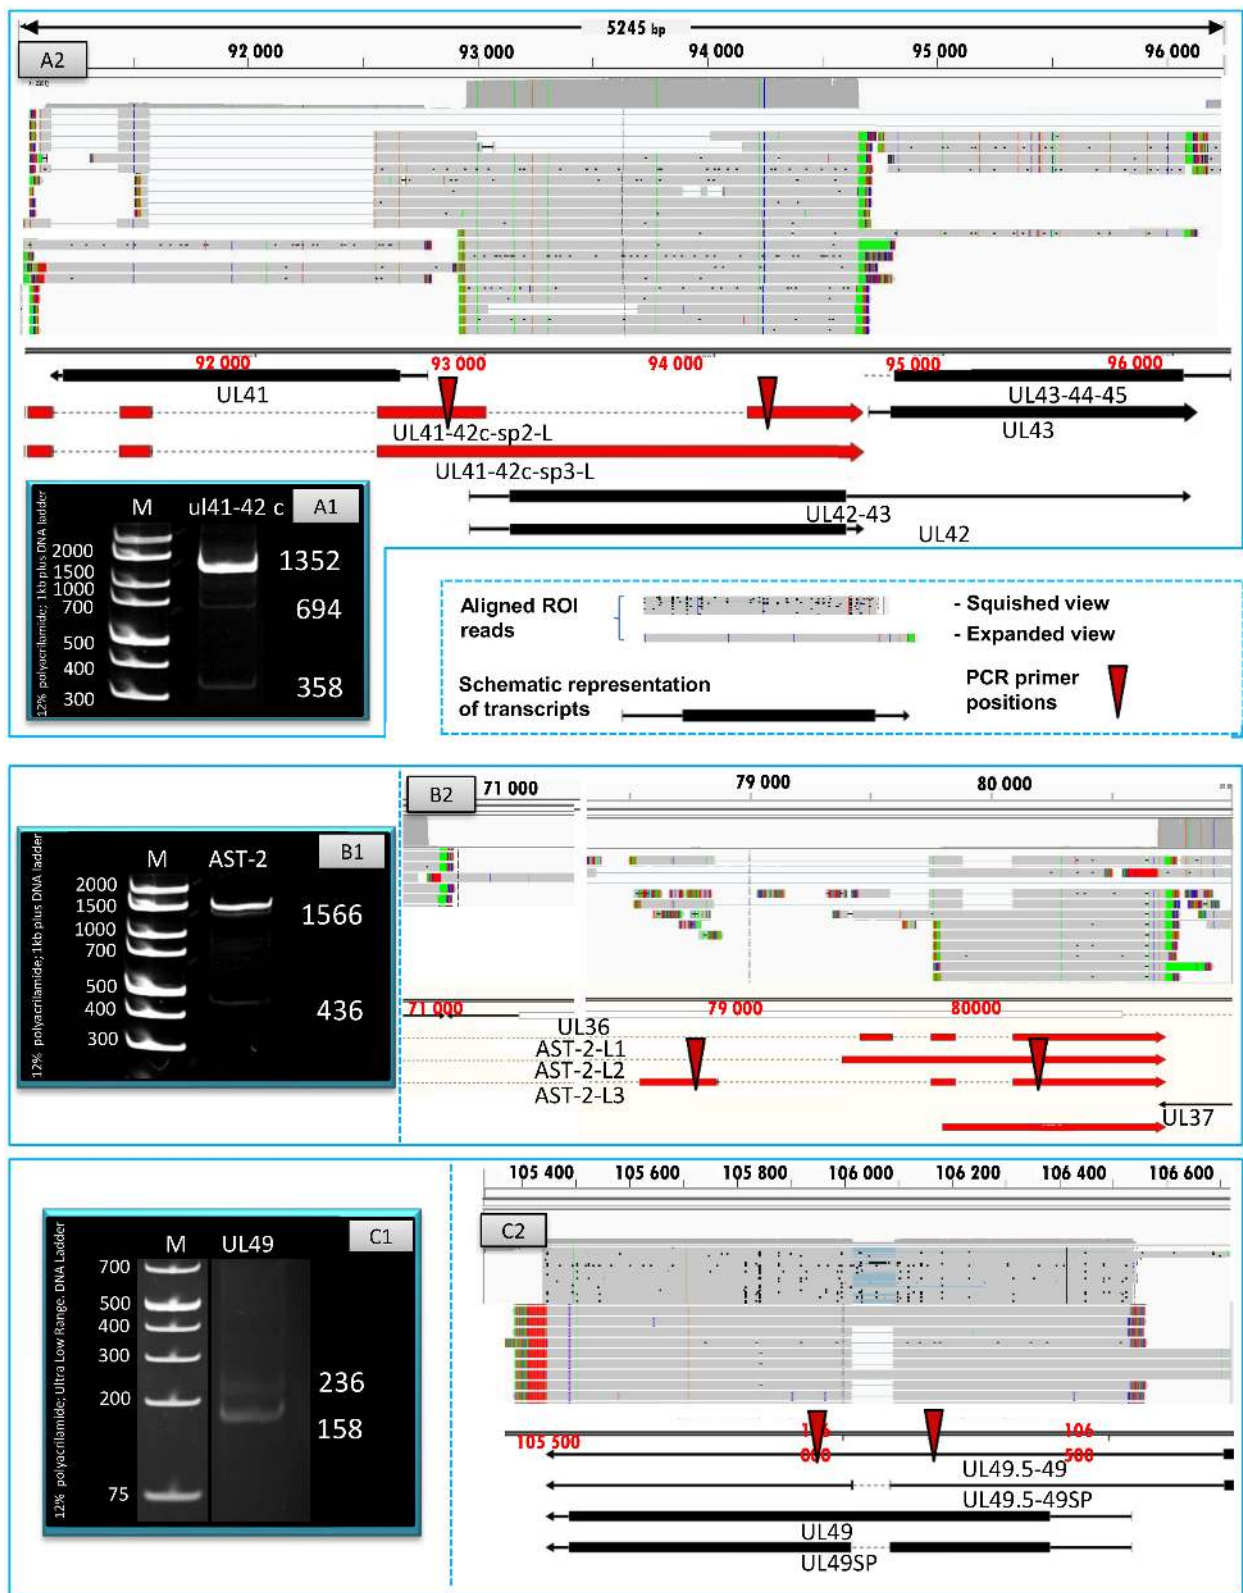 5245 bp
A2
92 000 93 000 94 000 95 000 96 000
92 000 93 000 94 000 95 000 96 000
UL41
UL43-44-45
UL41-42c-sp2-L
UL43
UL41-42c-sp3-L
UL42-43
UL42
12% polyacrilamide; 1kb plus DNA ladder
M ul41-42 c A1
2000
1500
1000
700
500
400
300
1352
694
358
Aligned ROI
reads
- Squished view
- Expanded view
Schematic representation
of transcripts
PCR primer
positions
12% polyacrilamide; 1kb plus DNA ladder
M AST-2 B1
2000
1500
1000
700
500
400
300
1566
436
B2
71 000 79 000 80 000
71 000 79 000 80000
UL36
AST-2-L1
AST-2-L2
AST-2-L3
UL37
12% polyacrilamide; Ultra Low Range. DNA Ladder
M UL49 C1
700
500
400
300
200
75
236
158
C2
105 400 105 600 105 800 106 000 106 200 106 400 106 600
105 500
106
500
UL49.5-49
UL49.5-49SP
UL49
UL49SP